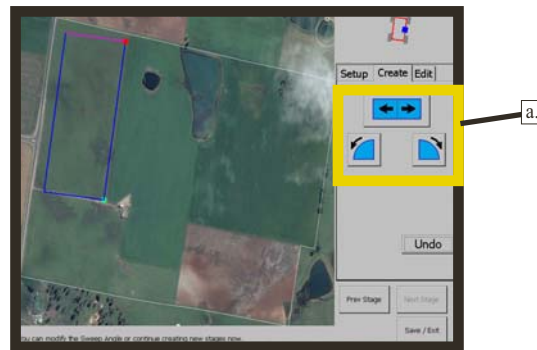 Setup Create Edit
a.
Undo
Prev Stage Next Stage
Save / Exit
ou can modify the Sweep Angle or continue creating new stages now.